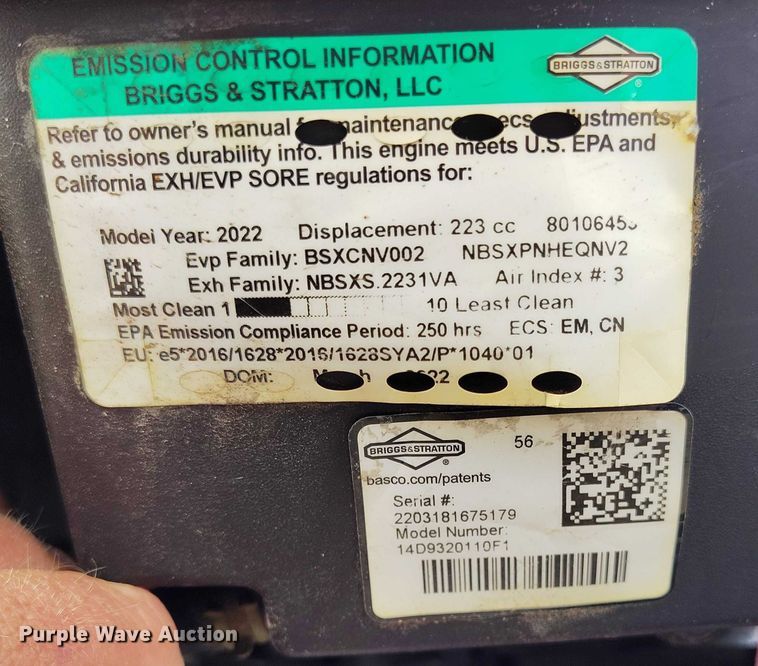 EMISSION CONTROL INFORMATION
BRIGGS & STRATTON, LLC
BRIGGS&STRATTON
®
Refer to owner's manual maintenance
& emissions durability info. This engine meets U.S. EPA and
California EXH/EVP SORE regulations for:
Model Year: 2022 Displacement: 223 cc
Evp Family: BSXCNV002 NBSXPNHEQNV2
Exh Family: NBSXS.2231VA Air Index #: 3
Most Clean 1 10 Least Clean
EPA Emission Compliance Period: 250 hrs ECS: EM, CN
EU: e5*2016/1628*2016/1628SYA2/P*1040*01
DOM:
BRIGGS&STRATTON
®
56
basco.com/patents
Serial #:
2203181675179
Model Number:
14D9320110F1
Purple Wave Auction